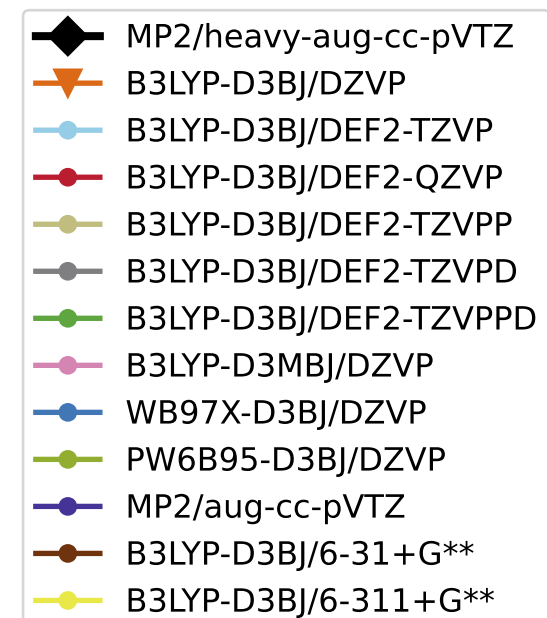 MP2/heavy-aug-cc-pVTZ
B3LYP-D3BJ/DZVP
B3LYP-D3BJ/DEF2-TZVP
B3LYP-D3BJ/DEF2-QZVP
B3LYP-D3BJ/DEF2-TZVPP
B3LYP-D3BJ/DEF2-TZVPD
B3LYP-D3BJ/DEF2-TZVPPD
B3LYP-D3MBJ/DZVP
WB97X-D3BJ/DZVP
PW6B95-D3BJ/DZVP
MP2/aug-cc-pVTZ
B3LYP-D3BJ/6-31+G**
B3LYP-D3BJ/6-311+G**